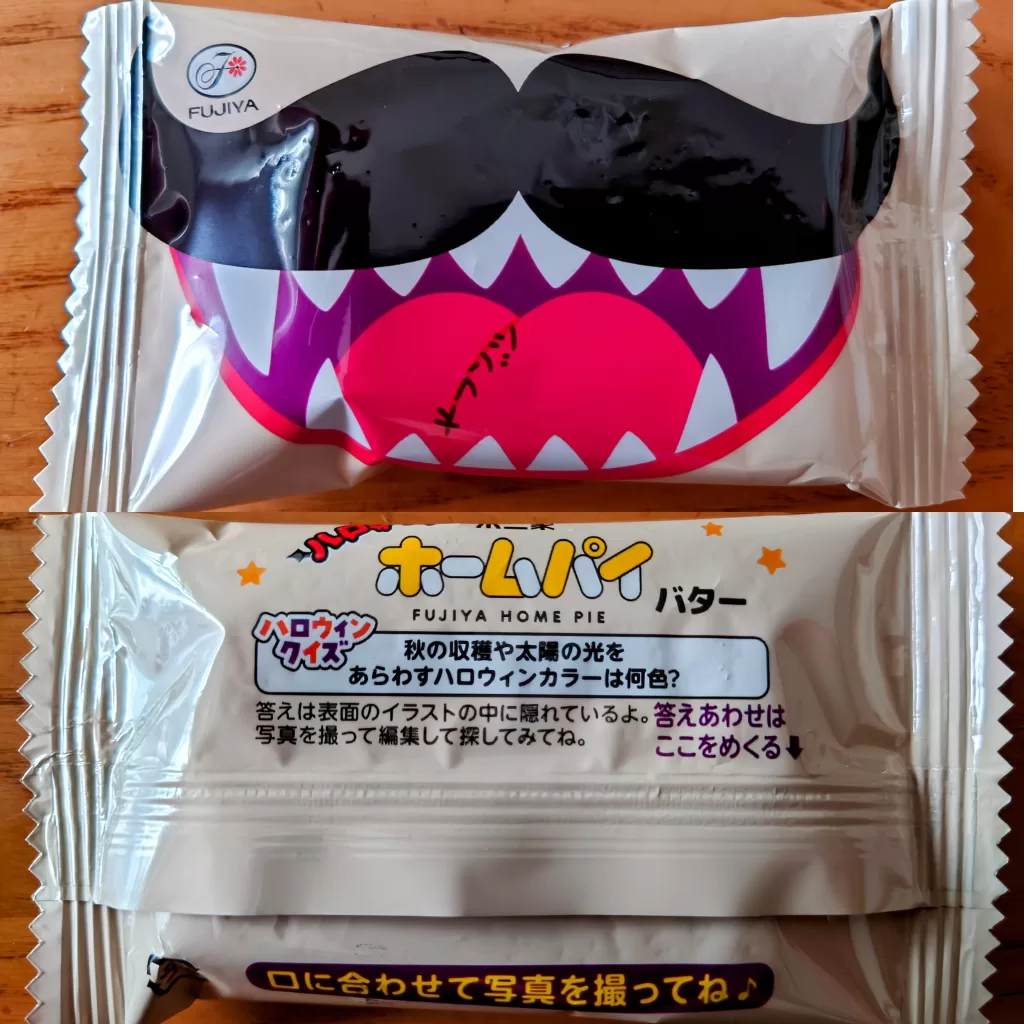 FUJIYA
オレンジ
ホームパイ
バター
FUJIYA HOME PIE
ハロウィン
クイズ
秋の収穫や太陽の光を
あらわすハロウィンカラーは何色?
答えは表面のイラストの中に隠れているよ。
写真を撮って編集して探してみてね。
答えあわせは
ここをめくる⬇
口に合わせて写真を撮ってね♪